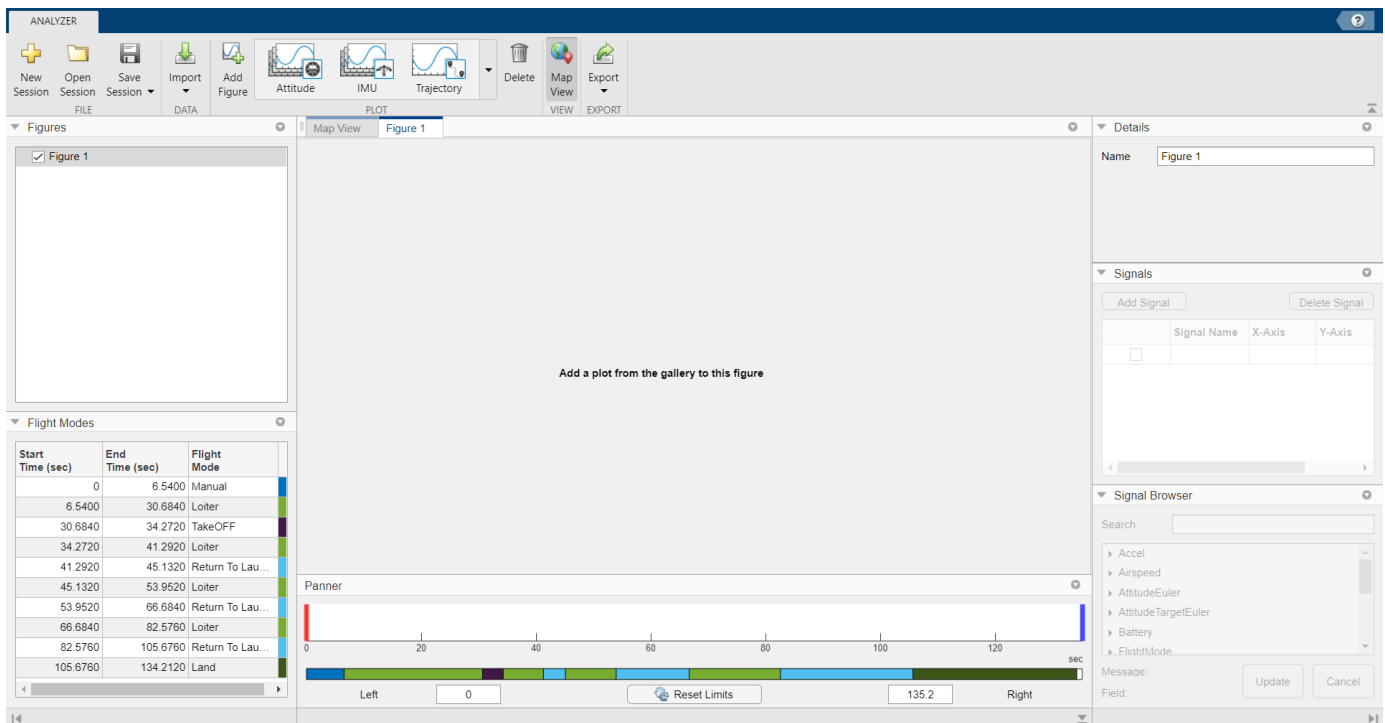 ANALYZER
?
New Session
Open Session
Save Session
Import
Add Figure
Attitude
IMU
Trajectory
Delete
Map View
Export
FILE
DATA
PLOT
VIEW
EXPORT
Figures
Figure 1
Flight Modes
Start Time (sec) End Time (sec) Flight Mode
0 6.5400 Manual
6.5400 30.6840 Loiter
30.6840 34.2720 TakeOFF
34.2720 41.2920 Loiter
41.2920 45.1320 Return To Lau...
45.1320 53.9520 Loiter
53.9520 66.6840 Return To Lau...
66.6840 82.5760 Loiter
82.5760 105.6760 Return To Lau...
105.6760 134.2120 Land
Map View Figure 1
Add a plot from the gallery to this figure
Panner
0 20 40 60 80 100 120
sec
Left 0 Reset Limits 135.2 Right
Details
Name Figure 1
Signals
Add Signal Delete Signal
Signal Name X-Axis Y-Axis
Signal Browser
Search
Accel
Airspeed
AttitudeEuler
AttitudeTargetEuler
Battery
FlightMode
Message:
Field:
Update Cancel